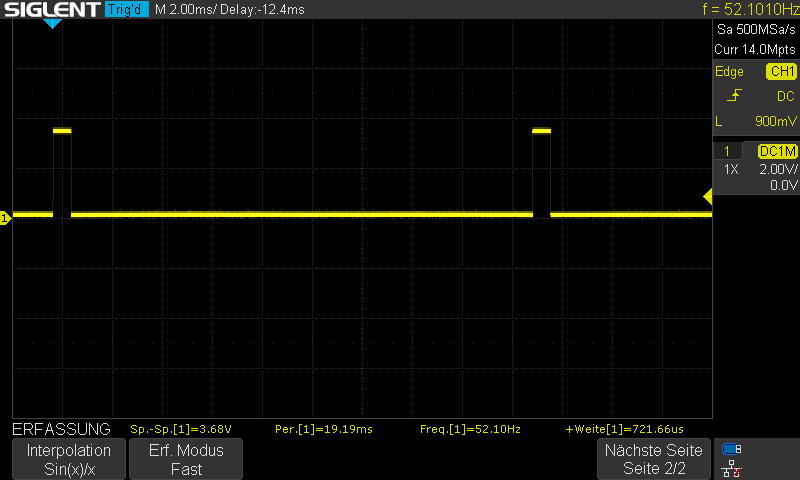 SIGLENT Trig'd M 2.00ms/ Delay:-12.4ms f = 52.1010Hz
Sa 500MSa/s
Curr 14.0Mpts
Edge CH1
DC
L 900mV
1 DC1M
1X 2.00V/
0.0V
1
ERFASSUNG Sp.-Sp.[1]=3.68V Per.[1]=19.19ms Freq.[1]=52.10Hz +Weite[1]=721.66us
Interpolation
Sin(x)/x
Erf. Modus
Fast
Nächste Seite
Seite 2/2